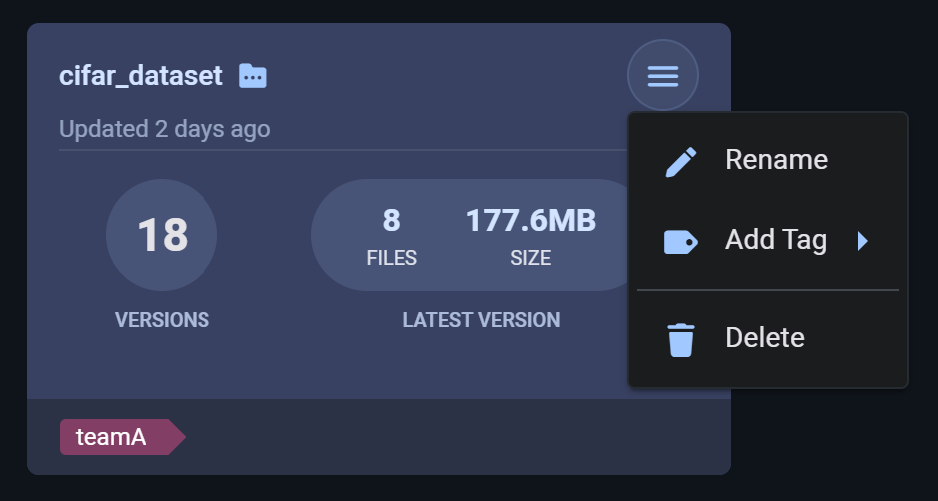 cifar_dataset
Updated 2 days ago
18
VERSIONS
8 177.6MB
FILES SIZE
LATEST VERSION
Rename
Add Tag
Delete
teamA